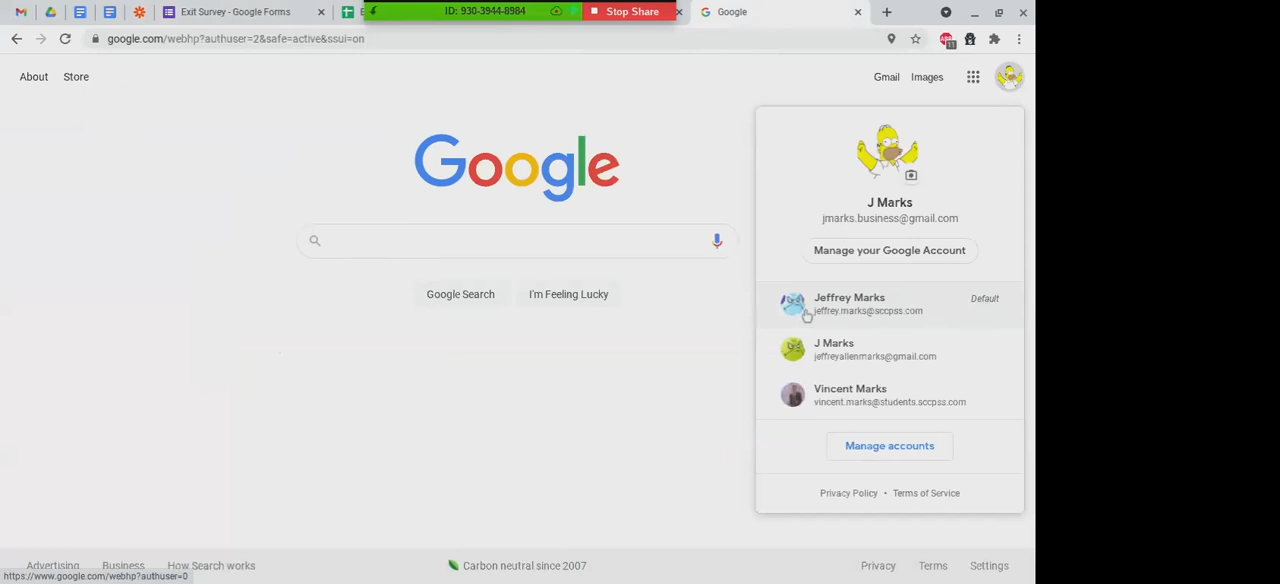 Exit Survey - Google Forms
E
ID: 930-3944-8984
Stop Share
Google
google.com/webhp?authuser=2&safe=active&ssui=on
11
About
Store
Gmail
Images
Google
J Marks
jmarks.business@gmail.com
Manage your Google Account
Google Search
I'm Feeling Lucky
Jeffrey Marks
Default
jeffrey.marks@sccpss.com
J Marks
jeffreyallenmarks@gmail.com
Vincent Marks
vincent.marks@students.sccpss.com
Manage accounts
Privacy Policy • Terms of Service
Advertising
Business
How Search works
Carbon neutral since 2007
Privacy
Terms
Settings
https://www.google.com/webhp?authuser=0